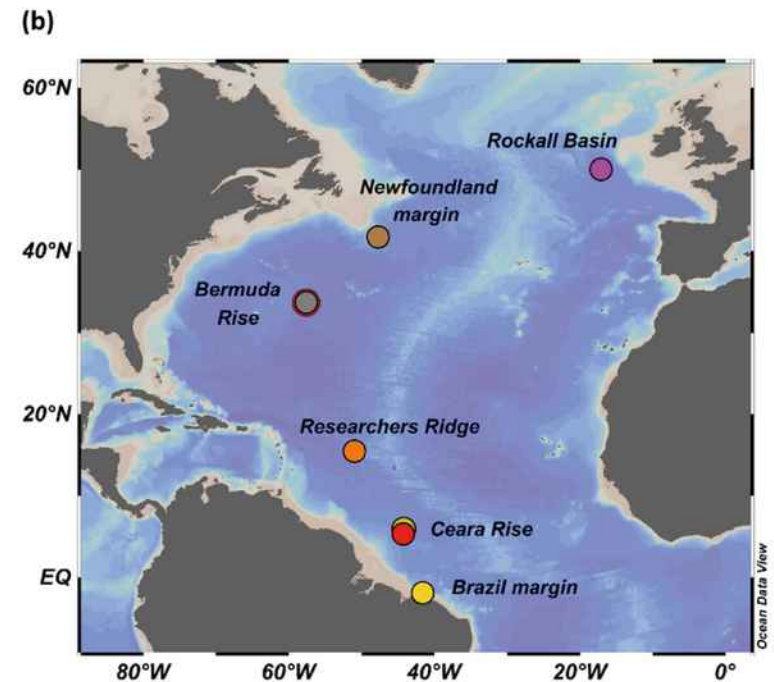 (b)
60°N
Rockall Basin
Newfoundland
margin
40°N
Bermuda
Rise
20°N
Researchers Ridge
Ceara Rise
EQ
Brazil margin
Ocean Data View
80°W
60°W
40°W
20°W
0°